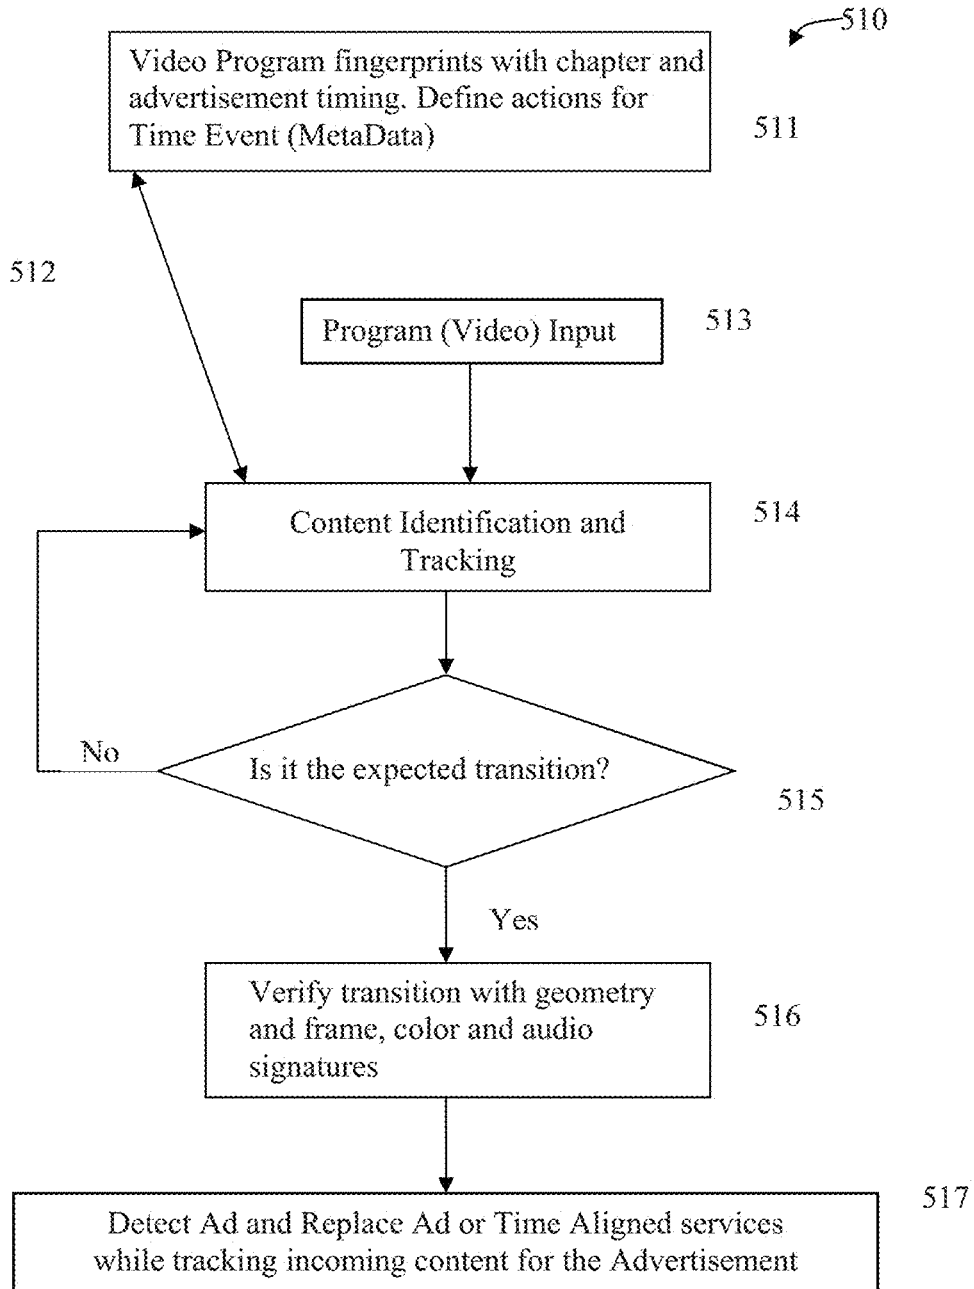 510
Video Program fingerprints with chapter and
advertisement timing. Define actions for
Time Event (MetaData)
511
512
Program (Video) Input
513
Content Identification and
Tracking
514
No
Is it the expected transition?
515
Yes
Verify transition with geometry
and frame, color and audio
signatures
516
517
Detect Ad and Replace Ad or Time Aligned services
while tracking incoming content for the Advertisement